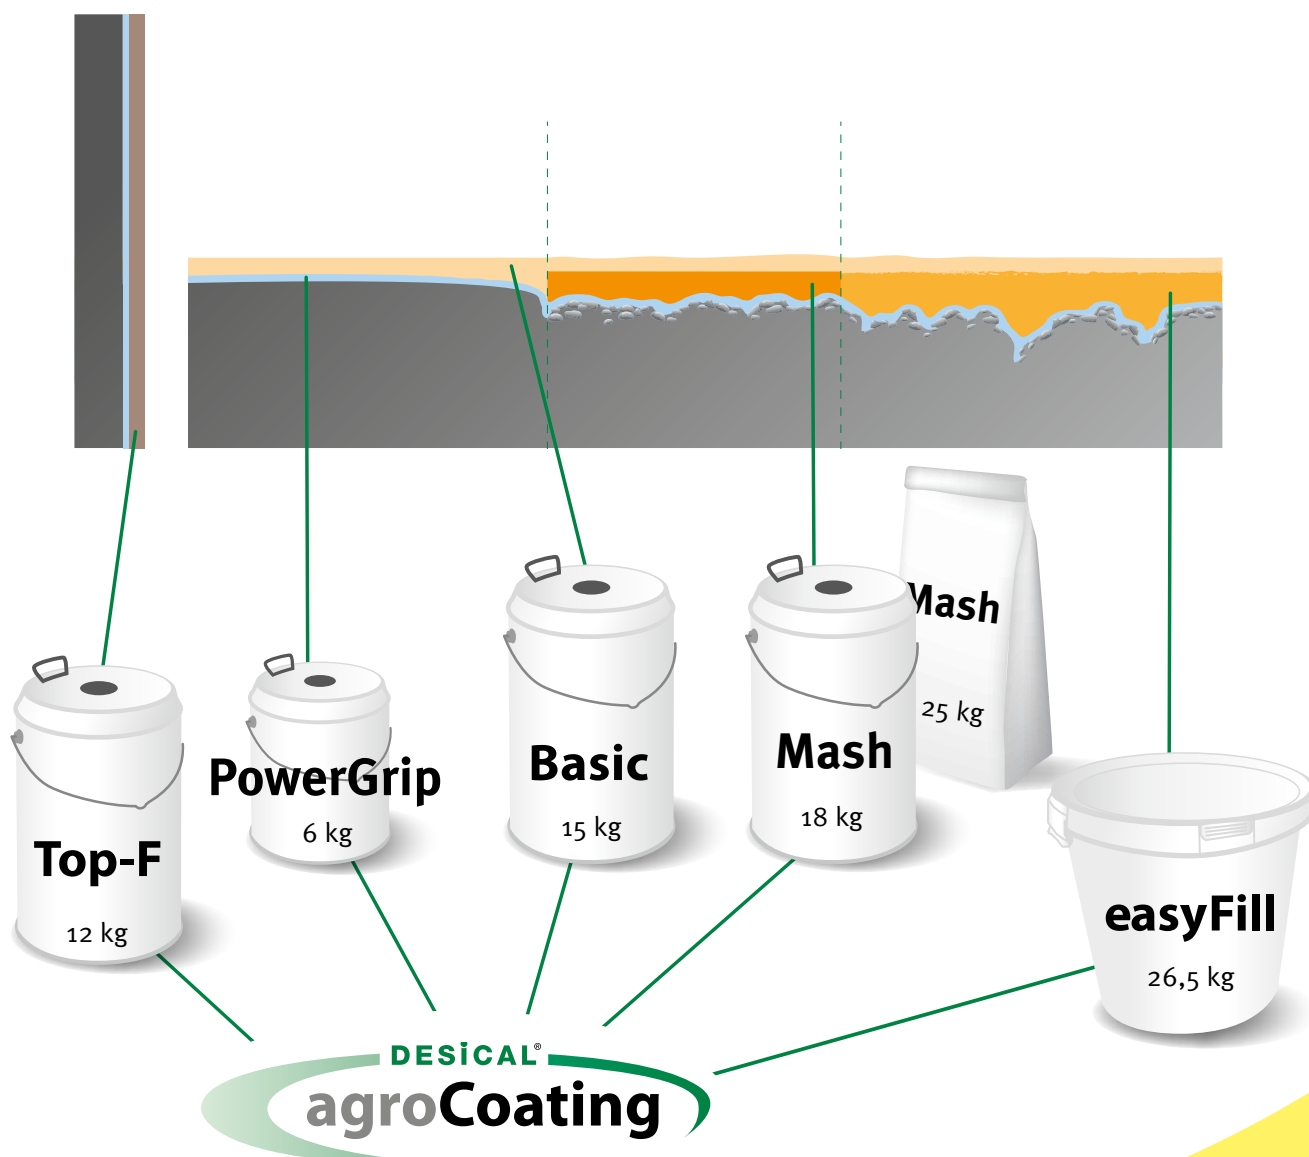 Mash
25 kg
Top-F
12 kg
PowerGrip
6 kg
Basic
15 kg
Mash
18 kg
easyFill
26,5 kg
DESiCAL®
agroCoating